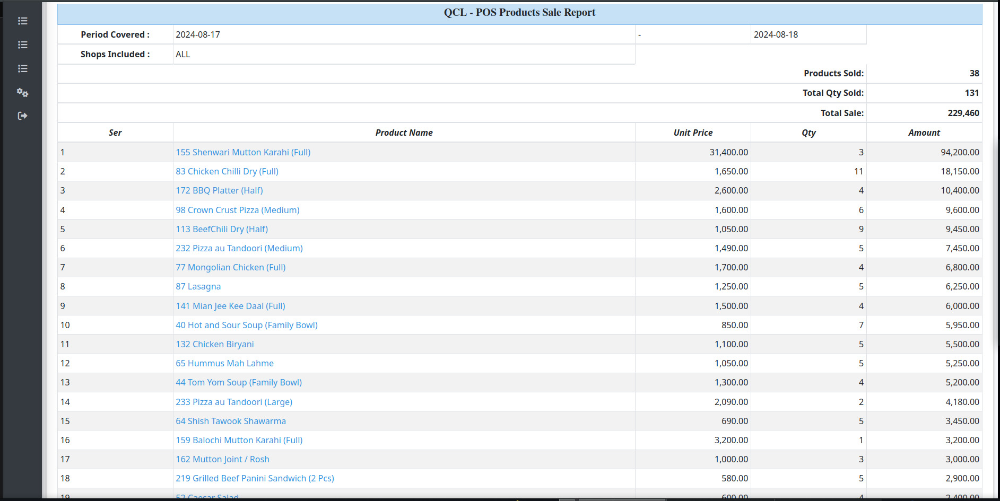 QCL - POS Products Sale Report
Period Covered : 2024-08-17 - 2024-08-18
Shops Included : ALL
Products Sold: 38
Total Qty Sold: 131
Total Sale: 229,460
Ser Product Name Unit Price Qty Amount
1 155 Shenwari Mutton Karahi (Full) 31,400.00 3 94,200.00
2 83 Chicken Chilli Dry (Full) 1,650.00 11 18,150.00
3 172 BBQ Platter (Half) 2,600.00 4 10,400.00
4 98 Crown Crust Pizza (Medium) 1,600.00 6 9,600.00
5 113 BeefChili Dry (Half) 1,050.00 9 9,450.00
6 232 Pizza au Tandoori (Medium) 1,490.00 5 7,450.00
7 77 Mongolian Chicken (Full) 1,700.00 4 6,800.00
8 87 Lasagna 1,250.00 5 6,250.00
9 141 Mian Jee Kee Daal (Full) 1,500.00 4 6,000.00
10 40 Hot and Sour Soup (Family Bowl) 850.00 7 5,950.00
11 132 Chicken Biryani 1,100.00 5 5,500.00
12 65 Hummus Mah Lahme 1,050.00 5 5,250.00
13 44 Tom Yom Soup (Family Bowl) 1,300.00 4 5,200.00
14 233 Pizza au Tandoori (Large) 2,090.00 2 4,180.00
15 64 Shish Tawook Shawarma 690.00 5 3,450.00
16 159 Balochi Mutton Karahi (Full) 3,200.00 1 3,200.00
17 162 Mutton Joint / Rosh 1,000.00 3 3,000.00
18 219 Grilled Beef Panini Sandwich (2 Pcs) 580.00 5 2,900.00
19 52 Caesar Salad 600.00 4 2,400.00